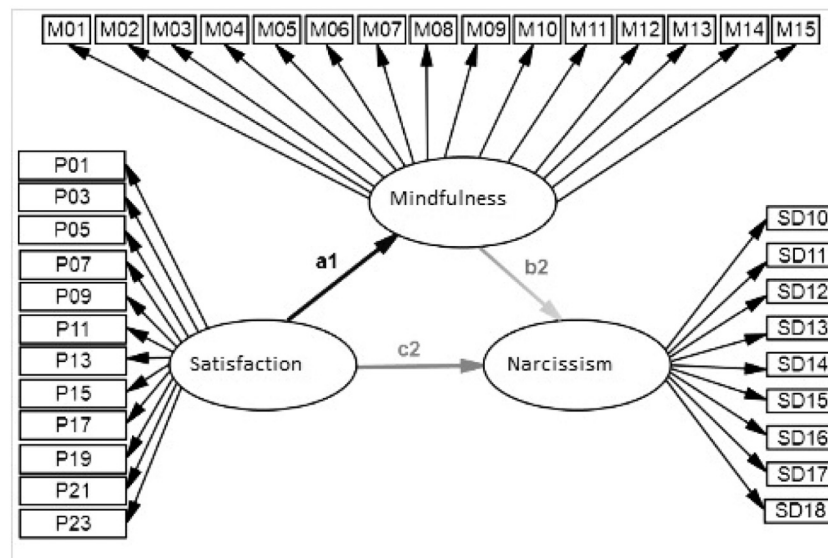 M01 M02 M03 M04 M05 M06 M07 M08 M09 M10 M11 M12 M13 M14 M15
P01
P03
P05
P07
P09
P11
P13
P15
P17
P19
P21
P23
Mindfulness
a1
b2
Satisfaction
c2
Narcissism
SD10
SD11
SD12
SD13
SD14
SD15
SD16
SD17
SD18